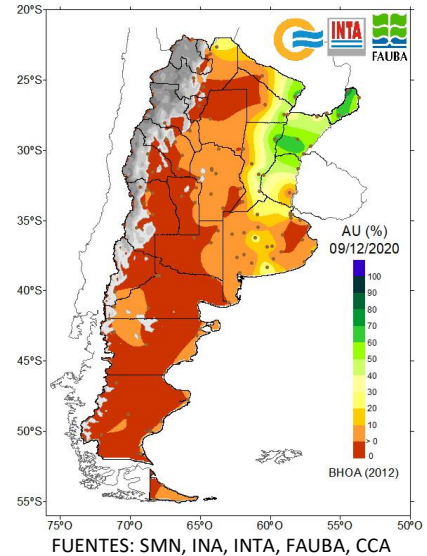 20°S
25°S
30°S
35°S
40°S
45°S
50°S
55°S
75°O
70°O
65°O
60°O
55°O
INTA
FAUBA
AU (%)
09/12/2020
100
90
80
70
60
50
40
30
20
10
> 0
0
BHOA (2012)
FUENTES: SMN, INA, INTA, FAUBA, CCA